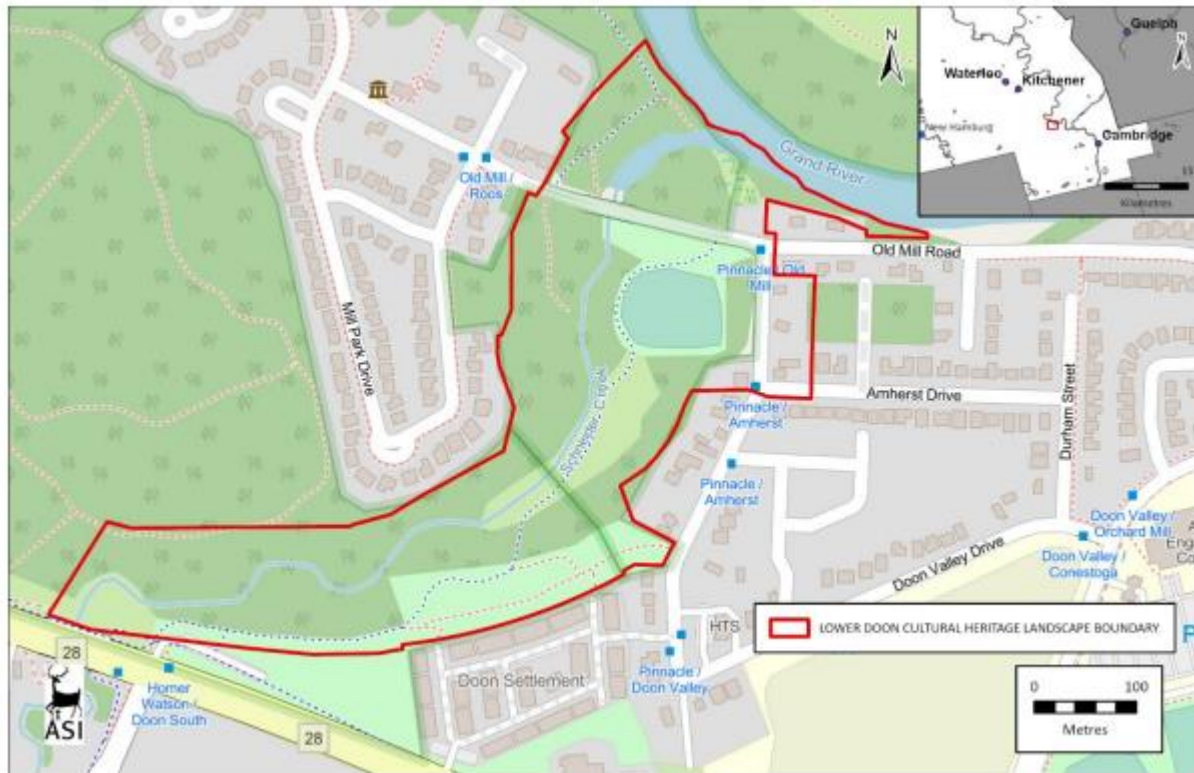 N
Guelph
N
Waterloo
Kitchener
New Hamburg
Cambridge
Kilometres
Grand River
Old Mill /
Roos
Old Mill Road
Pinnacle / Old
Mill
Mill Park Drive
Schneider Creek
Amherst Drive
Pinnacle /
Amherst
Durham Street
Pinnacle /
Amherst
Doon Valley /
Orchard Mill
Doon Valley /
Conestoga
Doon Valley Drive
HTS
LOWER DOON CULTURAL HERITAGE LANDSCAPE BOUNDARY
28
Homer
Watson /
Doon South
Doon Settlement
Pinnacle /
Doon Valley
28
ASI
0 100
Metres